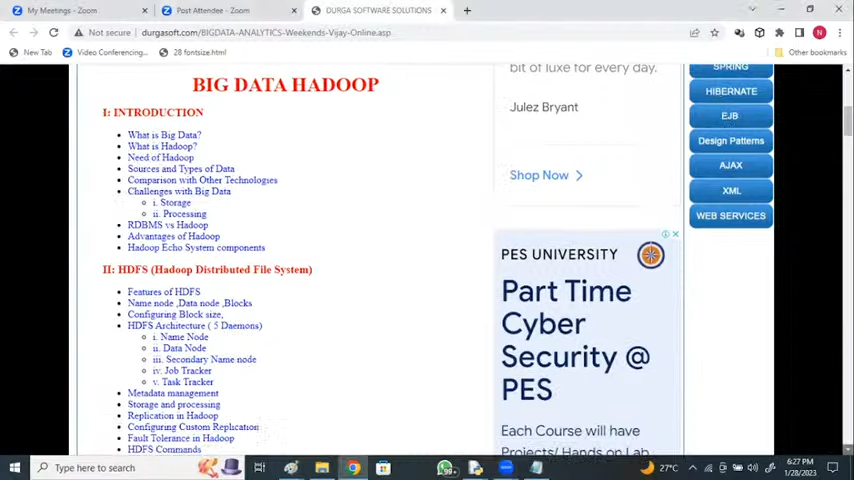 My Meetings - Zoom
Post Attendee - Zoom
DURGA SOFTWARE SOLUTIONS
Not secure
durgasoft.com/BIGDATA-ANALYTICS-Weekends-Vijay-Online.asp
N
New Tab
Video Conferencing...
28 fontsize.html
Other bookmarks
BIG DATA HADOOP
I: INTRODUCTION
What is Big Data?
What is Hadoop?
Need of Hadoop
Sources and Types of Data
Comparison with Other Technologies
Challenges with Big Data
i. Storage
ii. Processing
RDBMS vs Hadoop
Advantages of Hadoop
Hadoop Echo System components
II: HDFS (Hadoop Distributed File System)
Features of HDFS
Name node ,Data node ,Blocks
Configuring Block size,
HDFS Architecture ( 5 Daemons)
i. Name Node
ii. Data Node
iii. Secondary Name node
iv. Job Tracker
v. Task Tracker
Metadata management
Storage and processing
Replication in Hadoop
Configuring Custom Replication
Fault Tolerance in Hadoop
HDFS Commands
bit of luxe for every day.
Julez Bryant
Shop Now
PES UNIVERSITY
Part Time
Cyber
Security @
PES
Each Course will have
Projects/ Hands on Lab
SPRING
HIBERNATE
EJB
Design Patterns
AJAX
XML
WEB SERVICES
Type here to search
99+
27°C
6:27 PM
1/28/2023